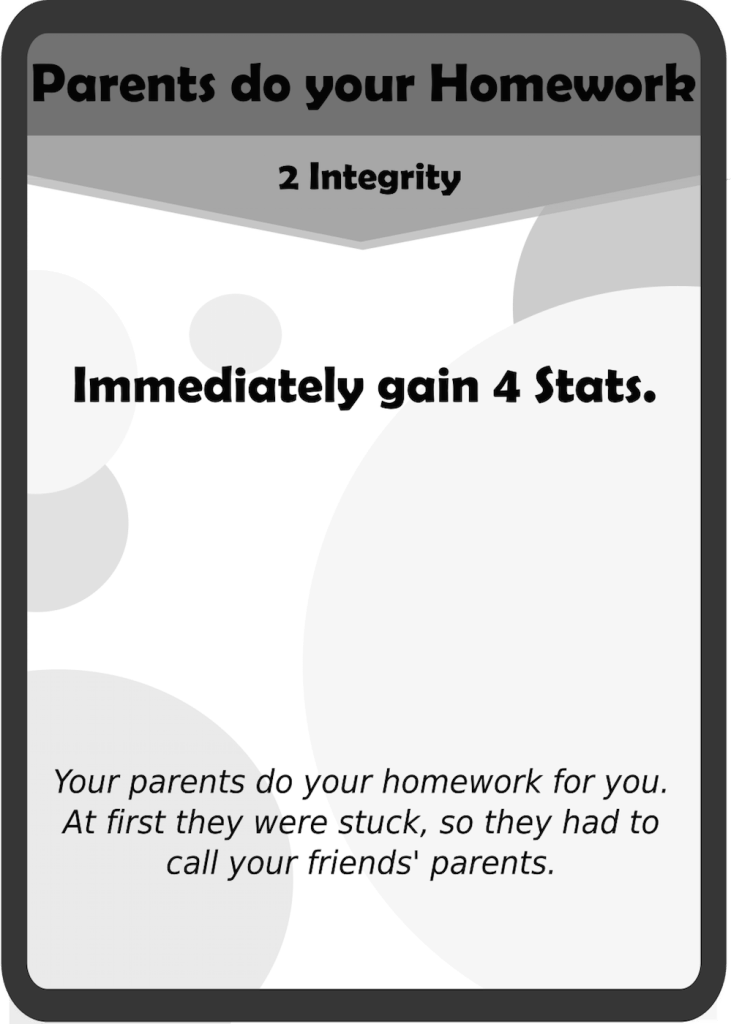 Parents do your Homework
2 Integrity
Immediately gain 4 Stats.
Your parents do your homework for you.
At first they were stuck, so they had to
call your friends' parents.